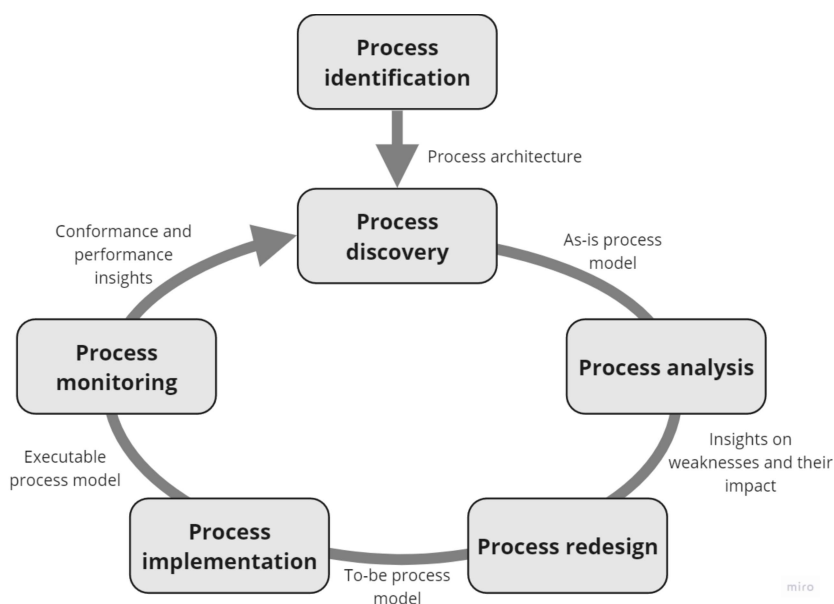 Process
identification
Process architecture
Process
discovery
Conformance and
performance
insights
As-is process
model
Process
monitoring
Process analysis
Executable
process model
Insights on
weaknesses and their
impact
Process
implementation
Process redesign
To-be process
model
miro